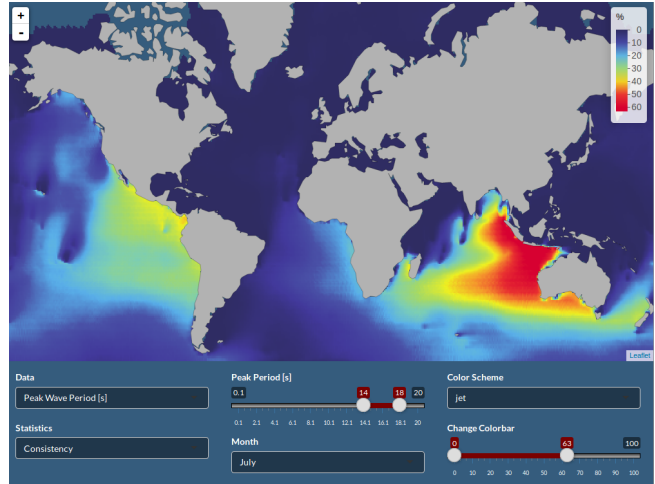 +
-
%
0
10
20
30
40
50
60
Leaflet
Data
Peak Wave Period [s]
Statistics
Consistency
Peak Period [s]
0.1 14 18 20
0.1 2.1 4.1 6.1 8.1 10.1 12.1 14.1 16.1 18.1 20
Month
July
Color Scheme
jet
Change Colorbar
0 63 100
0 10 20 30 40 50 60 70 80 90 100